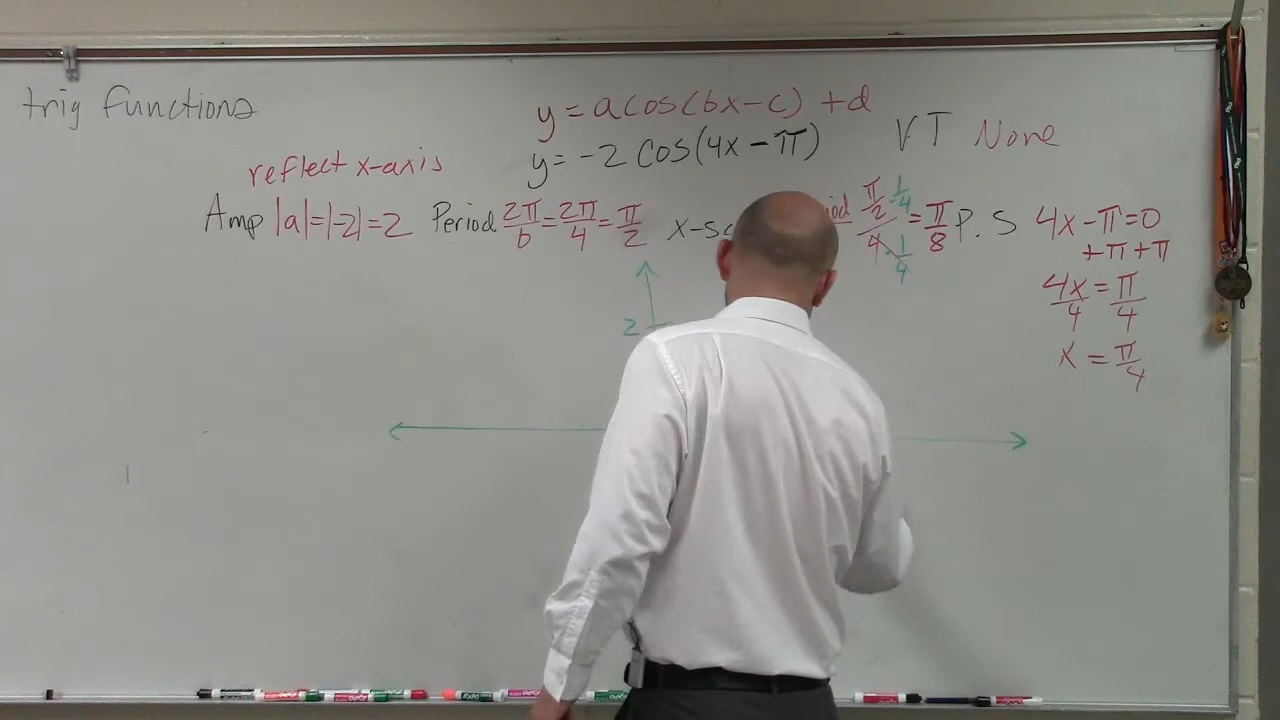 trig functions
y = a cos(bx - c) + d
y = -2 cos(4x - π)
VT None
reflect x-axis
Amp |a| = |-2| = 2 Period 2π/b = 2π/4 = π/2 x-sc
π/2 · 1/4
4 · 1/4
= π/8
P. S 4x - π = 0
+π +π
4x/4 = π/4
x = π/4
2